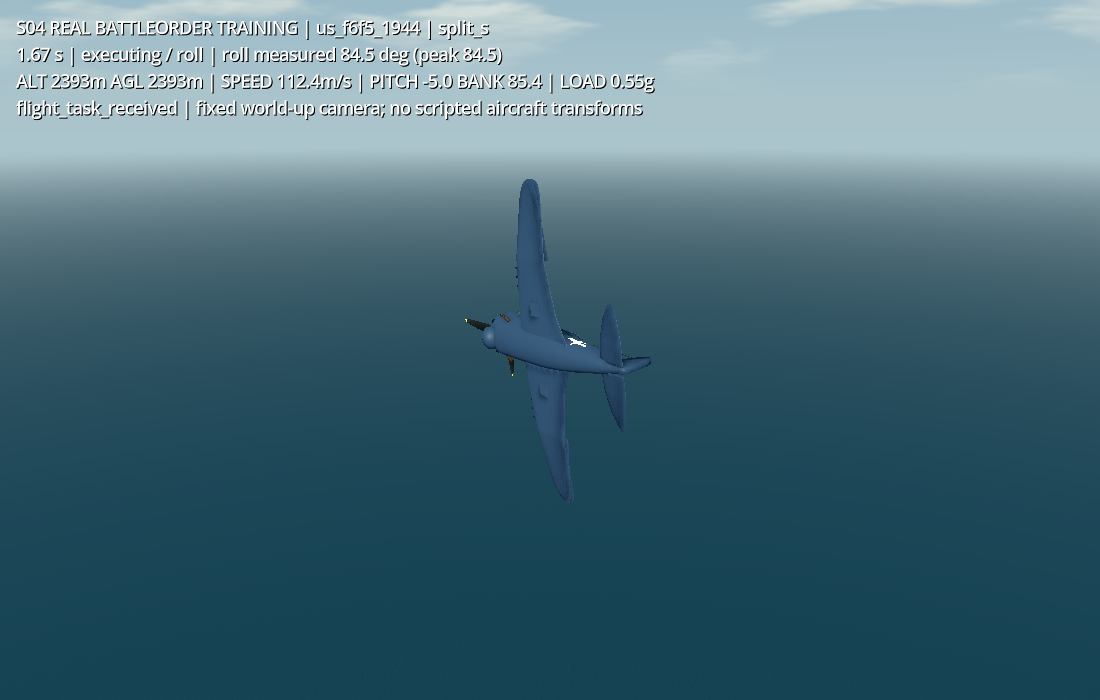 S04 REAL BATTLEORDER TRAINING | us_f6f5_1944 | split_s
1.67 s | executing / roll | roll measured 84.5 deg (peak 84.5)
ALT 2393m AGL 2393m | SPEED 112.4m/s | PITCH -5.0 BANK 85.4 | LOAD 0.55g
flight_task_received | fixed world-up camera; no scripted aircraft transforms